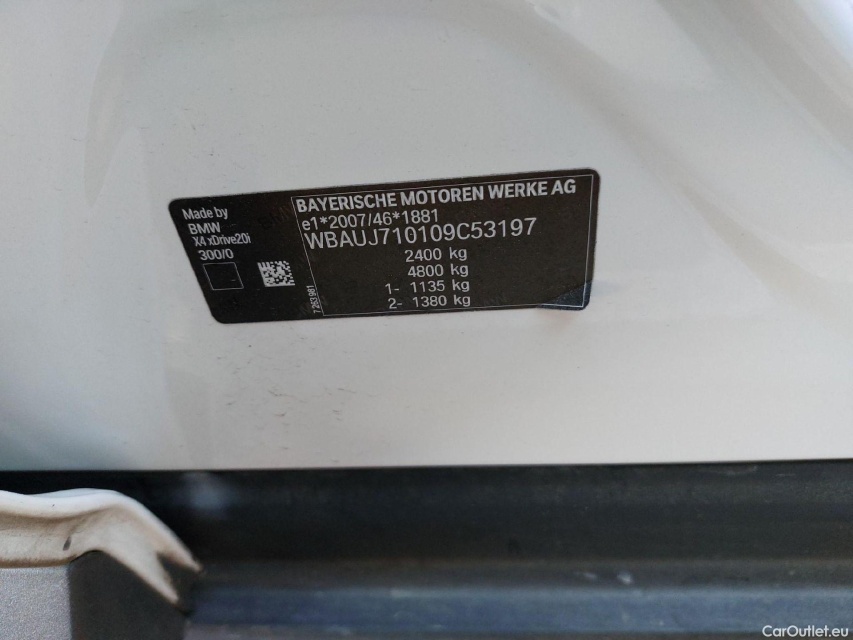 Made by
BMW
X4 xDrive20i
300/0
7263981
BAYERISCHE MOTOREN WERKE AG
e1*2007/46*1881
WBAUJ710109C53197
2400 kg
4800 kg
1- 1135 kg
2- 1380 kg
CarOutlet.eu